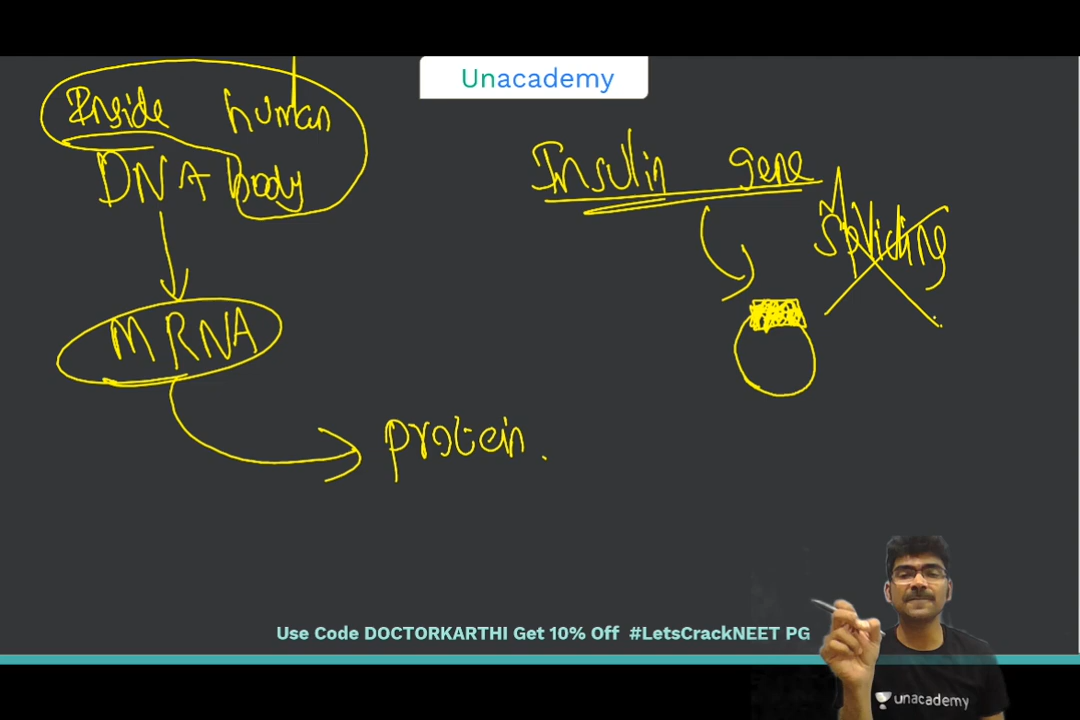 Unacademy
Inside human
DNA body
MRNA
protein.
Insulin gene
Splicing
Use Code DOCTORKARTHI Get 10% Off #LetsCrackNEET PG
unacademy